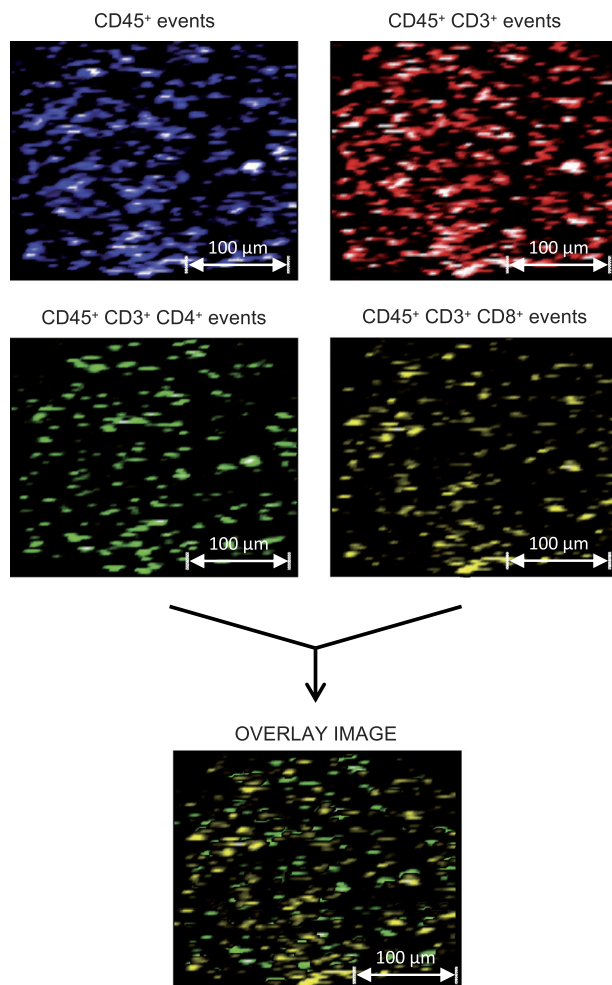 CD45⁺ events
CD45⁺ CD3⁺ events
100 µm
100 µm
CD45⁺ CD3⁺ CD4⁺ events
CD45⁺ CD3⁺ CD8⁺ events
100 µm
100 µm
OVERLAY IMAGE
100 µm